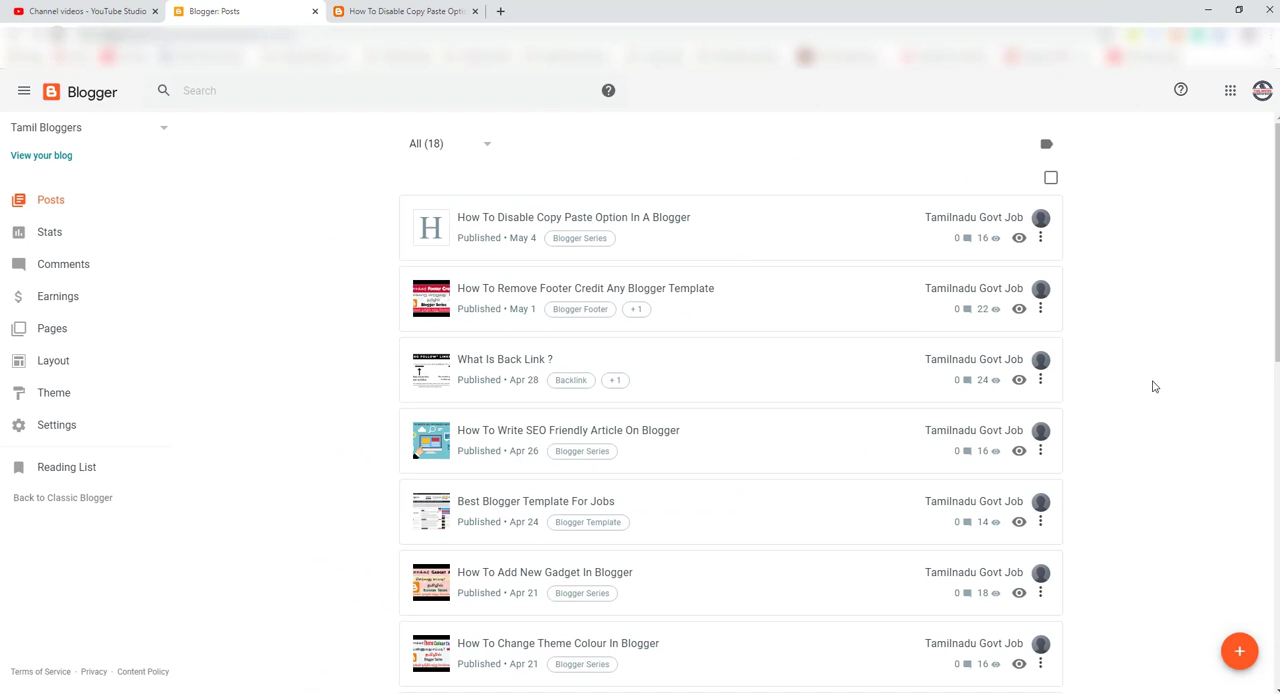 Channel videos - YouTube Studio
Blogger: Posts
How To Disable Copy Paste Opti
Blogger
Search
Tamil Bloggers
View your blog
Posts
Stats
Comments
Earnings
Pages
Layout
Theme
Settings
Reading List
Back to Classic Blogger
Terms of Service · Privacy · Content Policy
All (18)
H
How To Disable Copy Paste Option In A Blogger
Tamilnadu Govt Job
Published • May 4 Blogger Series
0 16
How To Remove Footer Credit Any Blogger Template
Tamilnadu Govt Job
Published • May 1 Blogger Footer + 1
0 22
What Is Back Link ?
Tamilnadu Govt Job
Published • Apr 28 Backlink + 1
0 24
How To Write SEO Friendly Article On Blogger
Tamilnadu Govt Job
Published • Apr 26 Blogger Series
0 16
Best Blogger Template For Jobs
Tamilnadu Govt Job
Published • Apr 24 Blogger Template
0 14
How To Add New Gadget In Blogger
Tamilnadu Govt Job
Published • Apr 21 Blogger Series
0 18
How To Change Theme Colour In Blogger
Tamilnadu Govt Job
Published • Apr 21 Blogger Series
0 16